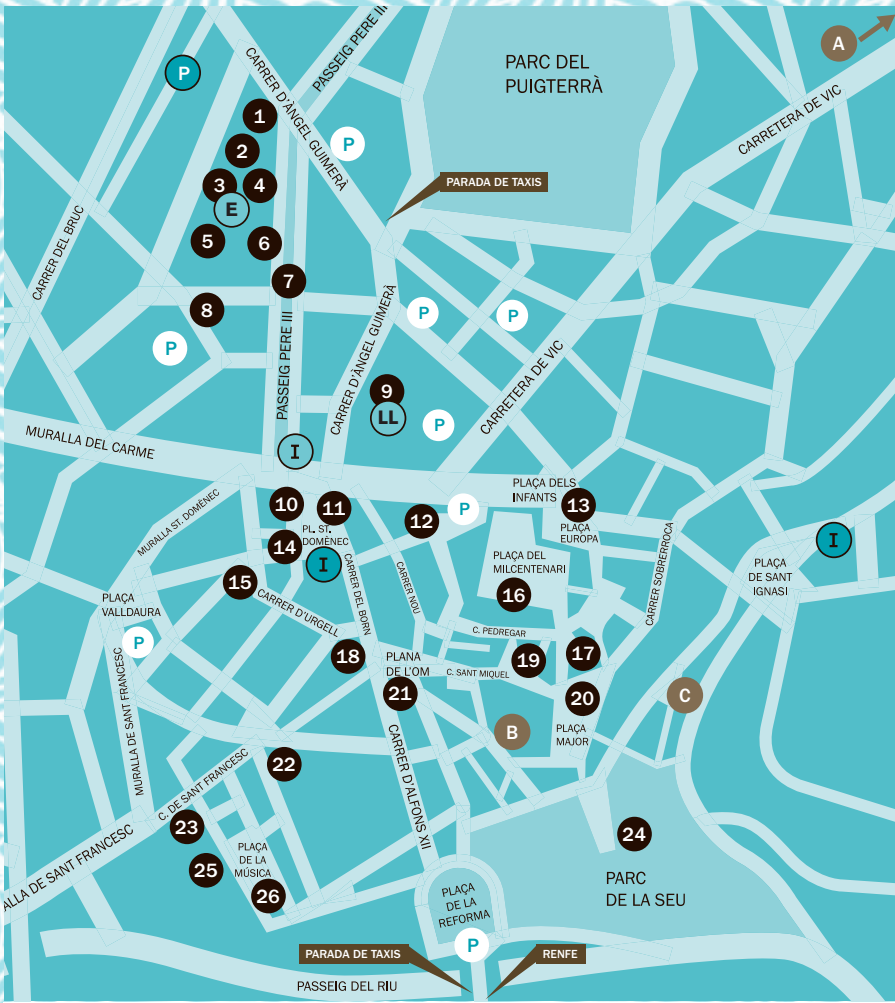 A
P
PASSEIG PERE III
PARC DEL
PUIGTERRÀ
CARRER D'ÀNGEL GUIMERÀ
CARRETERA DE VIC
1
P
2
3
4
PARADA DE TAXIS
E
CARRER DEL BRUC
5
6
7
8
P
P
P
PASSEIG PERE III
CARRER D'ÀNGEL GUIMERÀ
CARRETERA DE VIC
9
LL
P
MURALLA DEL CARME
I
PLAÇA DELS
INFANTS
10
11
12
P
13
MURALLA ST. DOMÈNEC
PL. ST.
DOMÈNEC
PLAÇA
EUROPA
CARRER SOBRERROCA
I
14
I
PLAÇA DEL
MILCENTENARI
PLAÇA
DE SANT
IGNASI
15
CARRER DEL BORN
CARRER NOU
16
PLAÇA
VALLDAURA
CARRER D'URGELL
P
C. PEDREGAR
18
PLANA
DE L'OM
C. SANT MIQUEL
19
17
MURALLA DE SANT FRANCESC
21
20
C
B
PLAÇA
MAJOR
22
CARRER D'ALFONS XII
C. DE SANT FRANCESC
23
24
ALLA DE SANT FRANCESC
PLAÇA
DE LA
MÚSICA
25
26
PLAÇA
DE LA
REFORMA
PARC
DE LA SEU
P
PARADA DE TAXIS
RENFE
PASSEIG DEL RIU